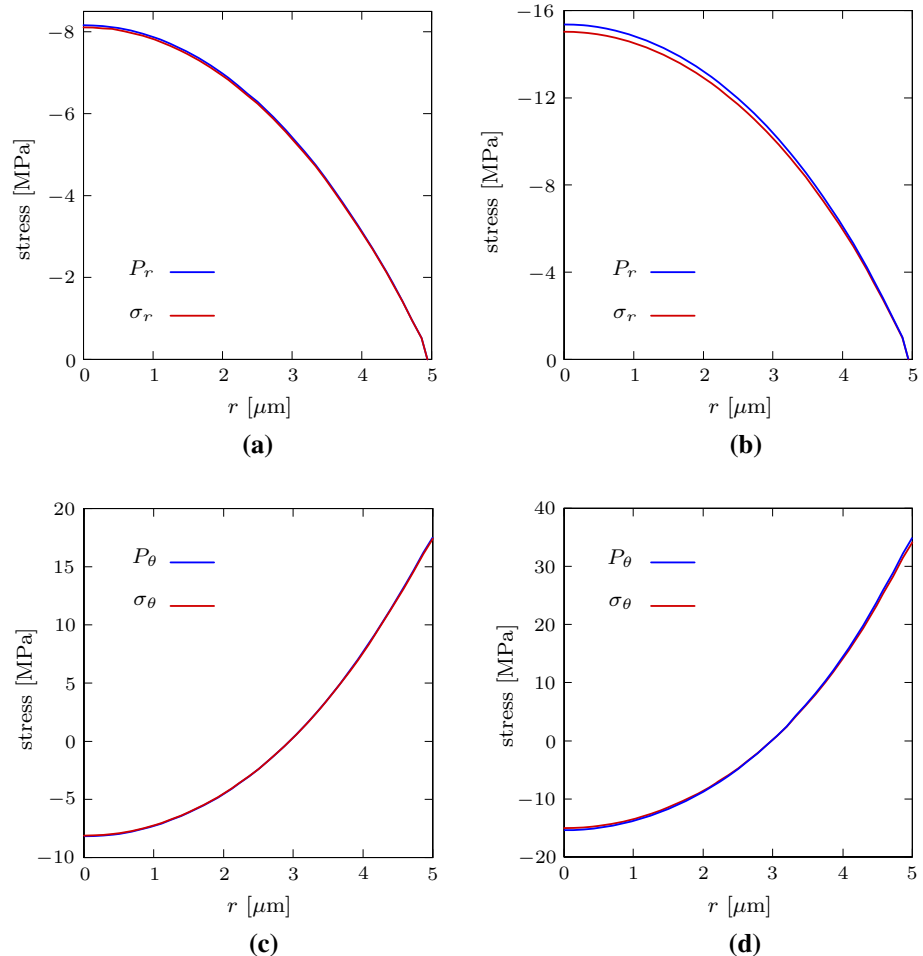 −8
−6
−4
−2
0
stress [MPa]
P_r
σ_r
0 1 2 3 4 5
r [μm]
(a)
−16
−12
−8
−4
0
stress [MPa]
P_r
σ_r
0 1 2 3 4 5
r [μm]
(b)
20
15
10
5
0
−5
−10
stress [MPa]
P_θ
σ_θ
0 1 2 3 4 5
r [μm]
(c)
40
30
20
10
0
−10
−20
stress [MPa]
P_θ
σ_θ
0 1 2 3 4 5
r [μm]
(d)